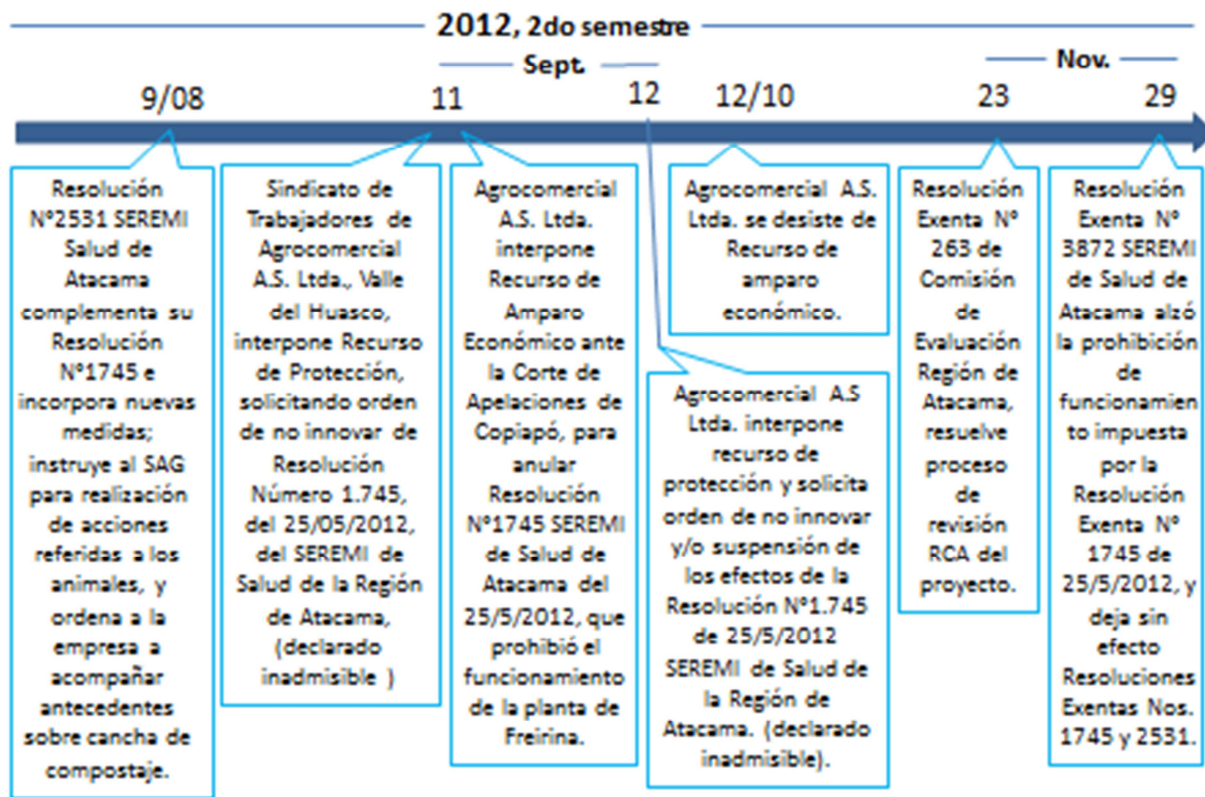 2012, 2do semestre
Sept.
Nov.
9/08
11
12
12/10
23
29
Resolución
Nº2531 SEREMI
Salud de
Atacama
complementa su
Resolución
Nº1745 e
incorpora nuevas
medidas;
instruye al SAG
para realización
de acciones
referidas a los
animales, y
ordena a la
empresa a
acompañar
antecedentes
sobre cancha de
compostaje.
Sindicato de
Trabajadores de
Agrocomercial
A.S. Ltda., Valle
del Huasco,
interpone Recurso
de Protección,
solicitando orden
de no innovar de
Resolución
Número 1.745,
del 25/05/2012,
del SEREMI de
Salud de la Región
de Atacama,
(declarado
inadmisible )
Agrocomercial
A.S. Ltda.
interpone
Recurso de
Amparo
Económico ante
la Corte de
Apelaciones de
Copiapó, para
anular
Resolución
Nº1745 SEREMI
de Salud de
Atacama del
25/5/2012, que
prohibió el
funcionamiento
de la planta de
Freirina.
Agrocomercial A.S.
Ltda. se desiste de
Recurso de
amparo
económico.
Agrocomercial A.S
Ltda. interpone
recurso de
protección y solicita
orden de no innovar
y/o suspensión de
los efectos de la
Resolución Nº1.745
de 25/5/2012
SEREMI de Salud de
la Región de
Atacama. (declarado
inadmisible).
Resolución
Exenta Nº
263 de
Comisión
de
Evaluación
Región de
Atacama,
resuelve
proceso
de
revisión
RCA del
proyecto.
Resolución
Exenta Nº
3872 SEREMI
de Salud de
Atacama alzó
la prohibición
de
funcionamien
to impuesta
por la
Resolución
Exenta Nº
1745 de
25/5/2012, y
deja sin
efecto
Resoluciones
Exentas Nos.
1745 y 2531.